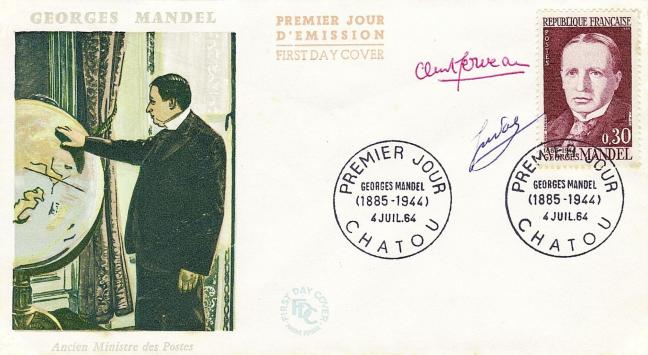 GEORGES MANDEL
PREMIER JOUR
D'EMISSION
FIRST DAY COVER
REPUBLIQUE FRANÇAISE
POSTES
0,30
GEORGES MANDEL
PREMIER JOUR
GEORGES MANDEL
(1885-1944)
4 JUIL. 64
CHATOU
PREMIER JOUR
GEORGES MANDEL
(1885-1944)
4 JUIL. 64
CHATOU
FIRST DAY COVER
FDC
Ancien Ministre des Postes